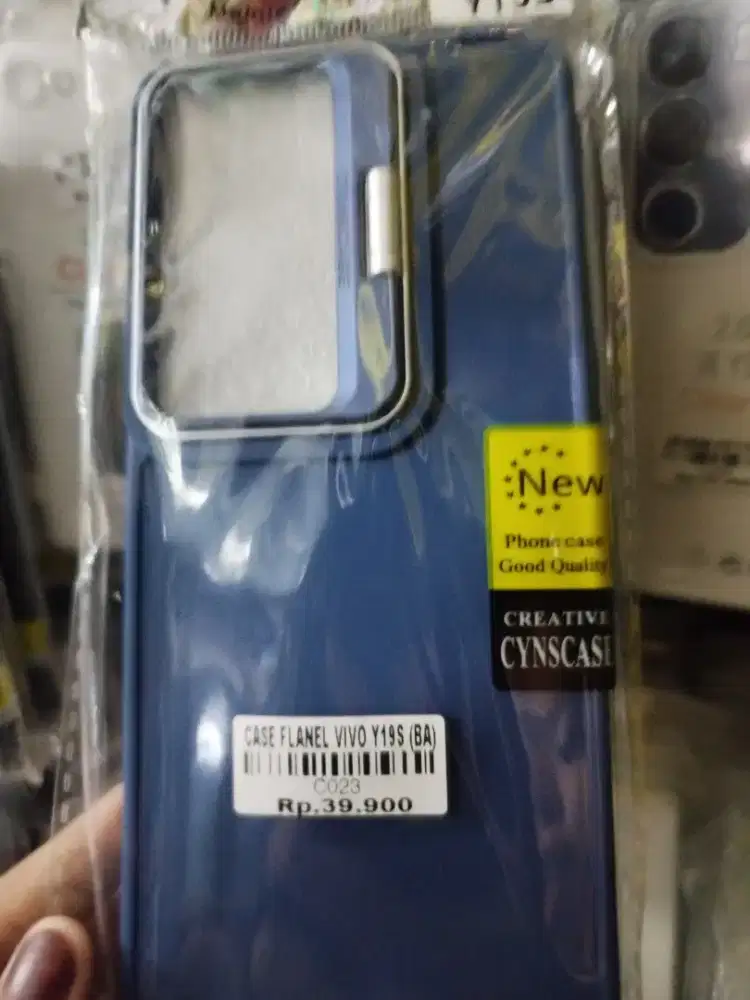 New
Phone case
Good Quality
CREATIVE
CYNSCASE
CASE FLANEL VIVO Y19S (BA)
C023
Rp.39.900